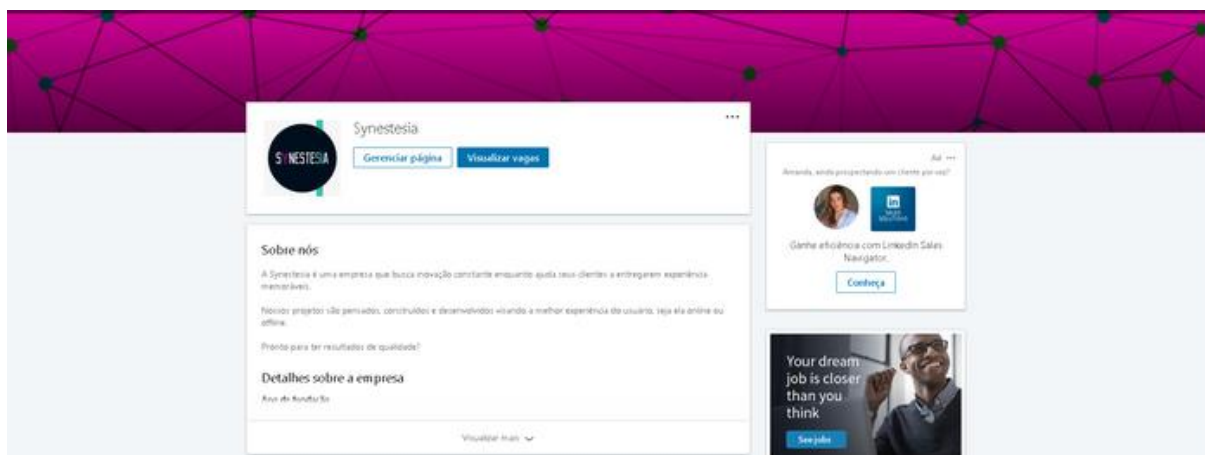 Synestesia
SYNESTESIA
Gerenciar página
Visualizar vagas
Sobre nós
A Synestesia é uma empresa que busca inovação constante enquanto ajuda seus clientes a entregarem experiência
memoráveis.
Nossos projetos são pensados, construídos e desenvolvidos visando a melhor experiência do usuário, seja ela online ou
offline.
Pronto para ter resultados de qualidade?
Detalhes sobre a empresa
Ano de fundação
Visualizar mais
Ad
Amanda, ainda prospectando um cliente por vez?
in
SALES
SOLUTIONS
Ganhe eficiência com LinkedIn Sales
Navigator.
Conheça
Your dream
job is closer
than you
think
See jobs